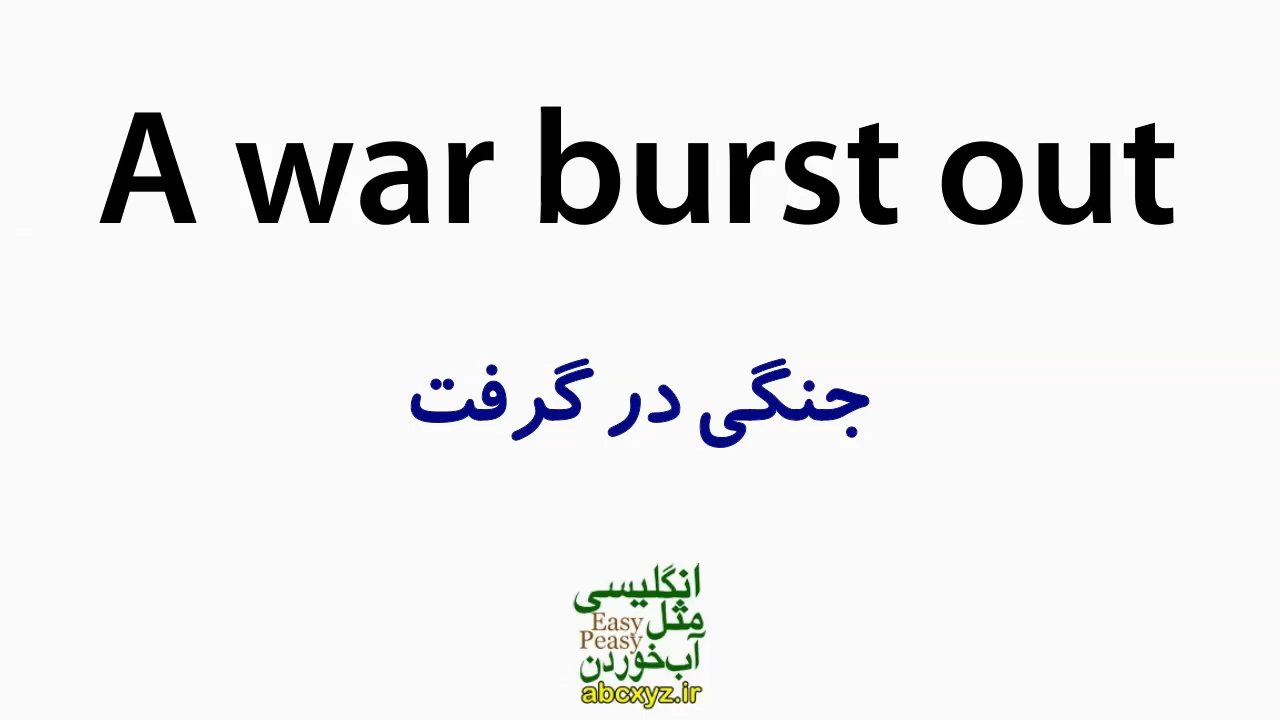 A war burst out
جنگی در گرفت
انگلیسی
مثل Easy
Peasy
آب‌خوردن
abcxyz.ir